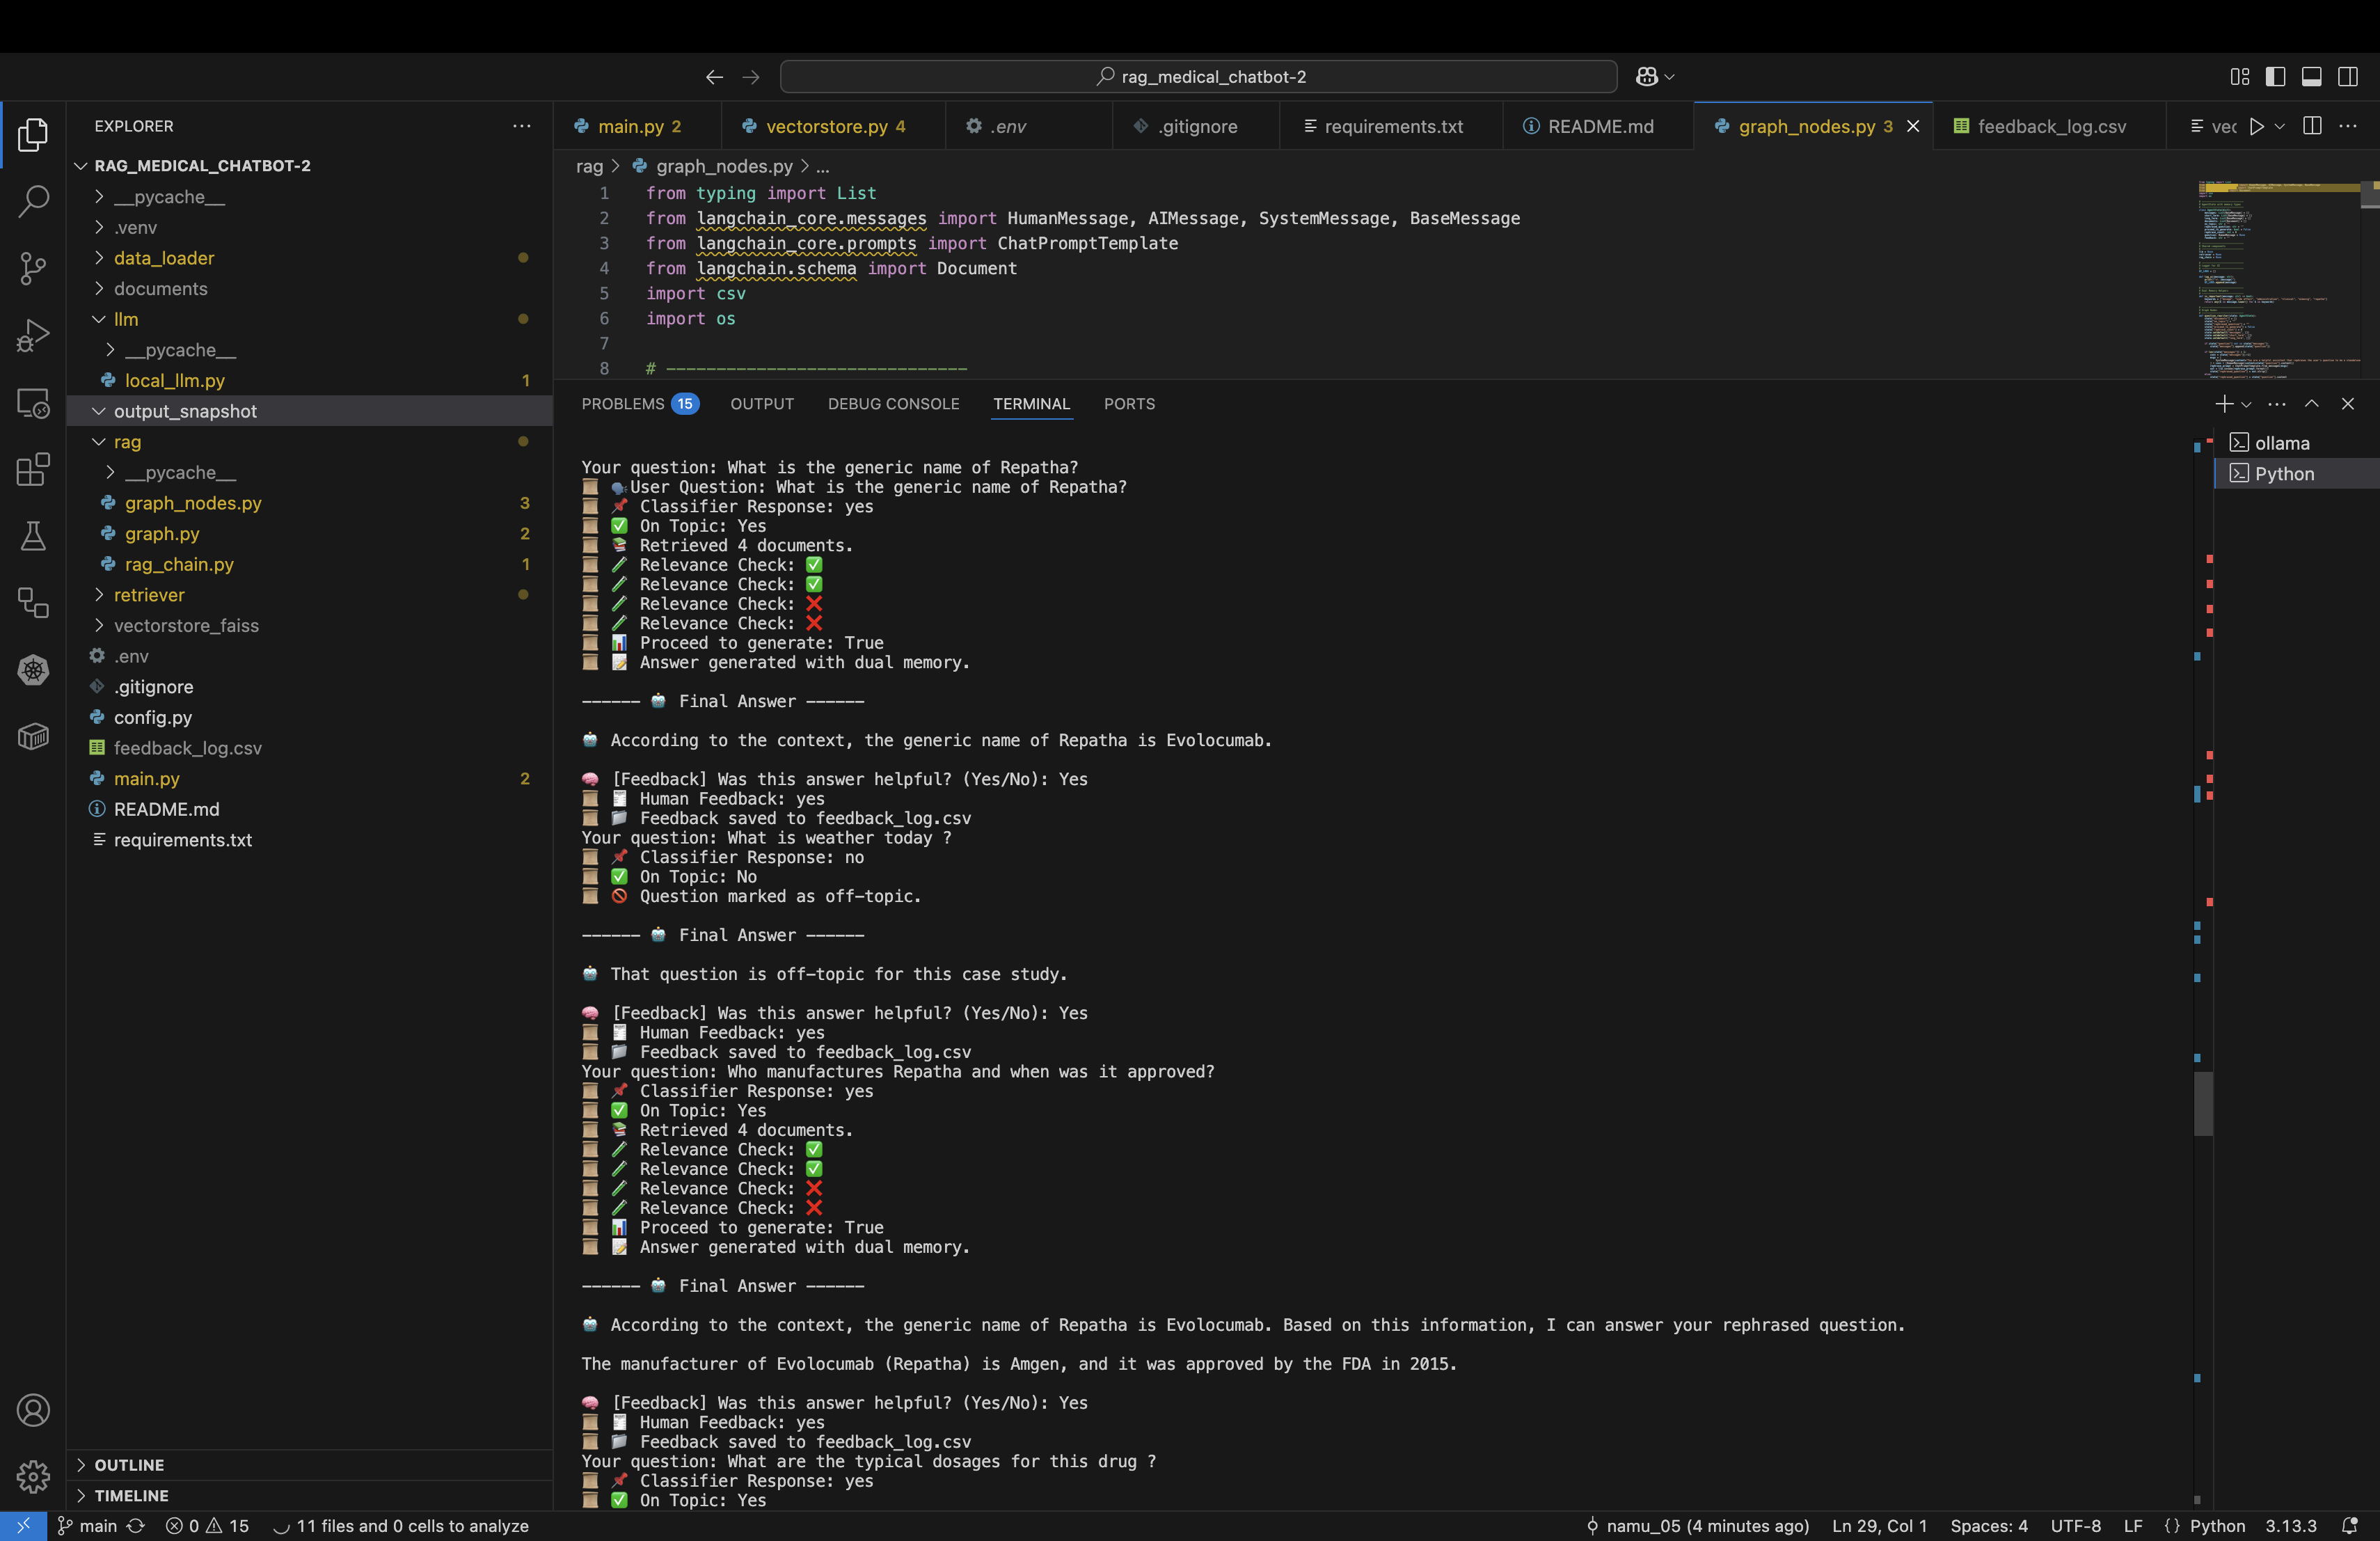 rag_medical_chatbot-2
EXPLORER
RAG_MEDICAL_CHATBOT-2
__pycache__
.venv
data_loader
documents
llm
__pycache__
local_llm.py 1
output_snapshot
rag
__pycache__
graph_nodes.py 3
graph.py 2
rag_chain.py 1
retriever
vectorstore_faiss
.env
.gitignore
config.py
feedback_log.csv
main.py 2
README.md
requirements.txt
OUTLINE
TIMELINE
main.py 2 vectorstore.py 4 .env .gitignore requirements.txt README.md graph_nodes.py 3 feedback_log.csv vec
rag > graph_nodes.py > ...
1 from typing import List
2 from langchain_core.messages import HumanMessage, AIMessage, SystemMessage, BaseMessage
3 from langchain_core.prompts import ChatPromptTemplate
4 from langchain.schema import Document
5 import csv
6 import os
7
8 # -----------------------------
PROBLEMS 15 OUTPUT DEBUG CONSOLE TERMINAL PORTS
ollama
Python
Your question: What is the generic name of Repatha?
📜 🗣️User Question: What is the generic name of Repatha?
📜 📌 Classifier Response: yes
📜 ✅ On Topic: Yes
📜 📚 Retrieved 4 documents.
📜 🧪 Relevance Check: ✅
📜 🧪 Relevance Check: ✅
📜 🧪 Relevance Check: ❌
📜 🧪 Relevance Check: ❌
📜 📊 Proceed to generate: True
📜 📝 Answer generated with dual memory.
------ 🤖 Final Answer ------
🤖 According to the context, the generic name of Repatha is Evolocumab.
🧠 [Feedback] Was this answer helpful? (Yes/No): Yes
📜 🧾 Human Feedback: yes
📜 📁 Feedback saved to feedback_log.csv
Your question: What is weather today ?
📜 📌 Classifier Response: no
📜 ✅ On Topic: No
📜 🚫 Question marked as off-topic.
------ 🤖 Final Answer ------
🤖 That question is off-topic for this case study.
🧠 [Feedback] Was this answer helpful? (Yes/No): Yes
📜 🧾 Human Feedback: yes
📜 📁 Feedback saved to feedback_log.csv
Your question: Who manufactures Repatha and when was it approved?
📜 📌 Classifier Response: yes
📜 ✅ On Topic: Yes
📜 📚 Retrieved 4 documents.
📜 🧪 Relevance Check: ✅
📜 🧪 Relevance Check: ✅
📜 🧪 Relevance Check: ❌
📜 🧪 Relevance Check: ❌
📜 📊 Proceed to generate: True
📜 📝 Answer generated with dual memory.
------ 🤖 Final Answer ------
🤖 According to the context, the generic name of Repatha is Evolocumab. Based on this information, I can answer your rephrased question.
The manufacturer of Evolocumab (Repatha) is Amgen, and it was approved by the FDA in 2015.
🧠 [Feedback] Was this answer helpful? (Yes/No): Yes
📜 🧾 Human Feedback: yes
📜 📁 Feedback saved to feedback_log.csv
Your question: What are the typical dosages for this drug ?
📜 📌 Classifier Response: yes
📜 ✅ On Topic: Yes
main 0 15 11 files and 0 cells to analyze namu_05 (4 minutes ago) Ln 29, Col 1 Spaces: 4 UTF-8 LF {} Python 3.13.3